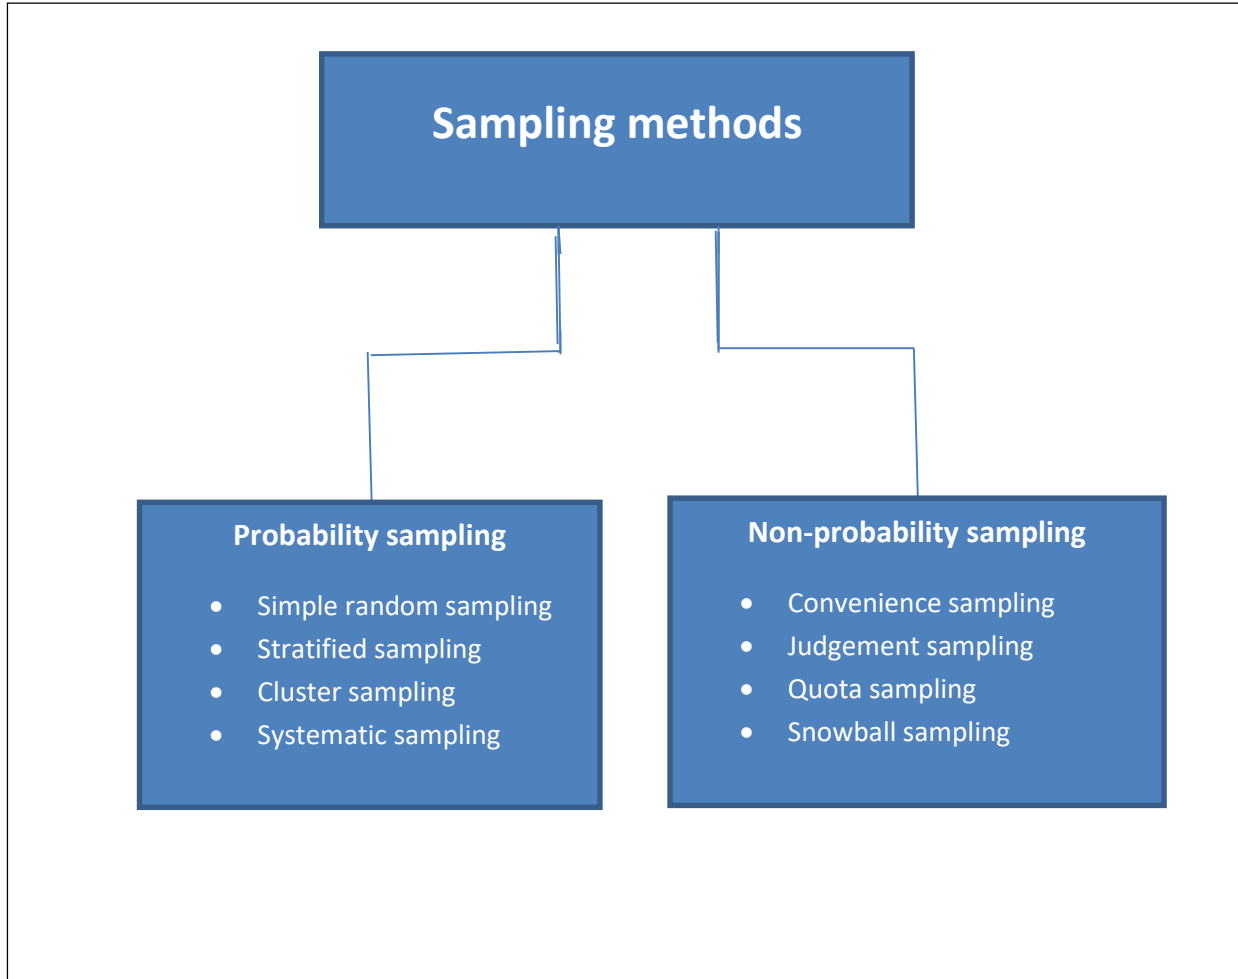 Sampling methods
Probability sampling
• Simple random sampling
• Stratified sampling
• Cluster sampling
• Systematic sampling
Non-probability sampling
• Convenience sampling
• Judgement sampling
• Quota sampling
• Snowball sampling